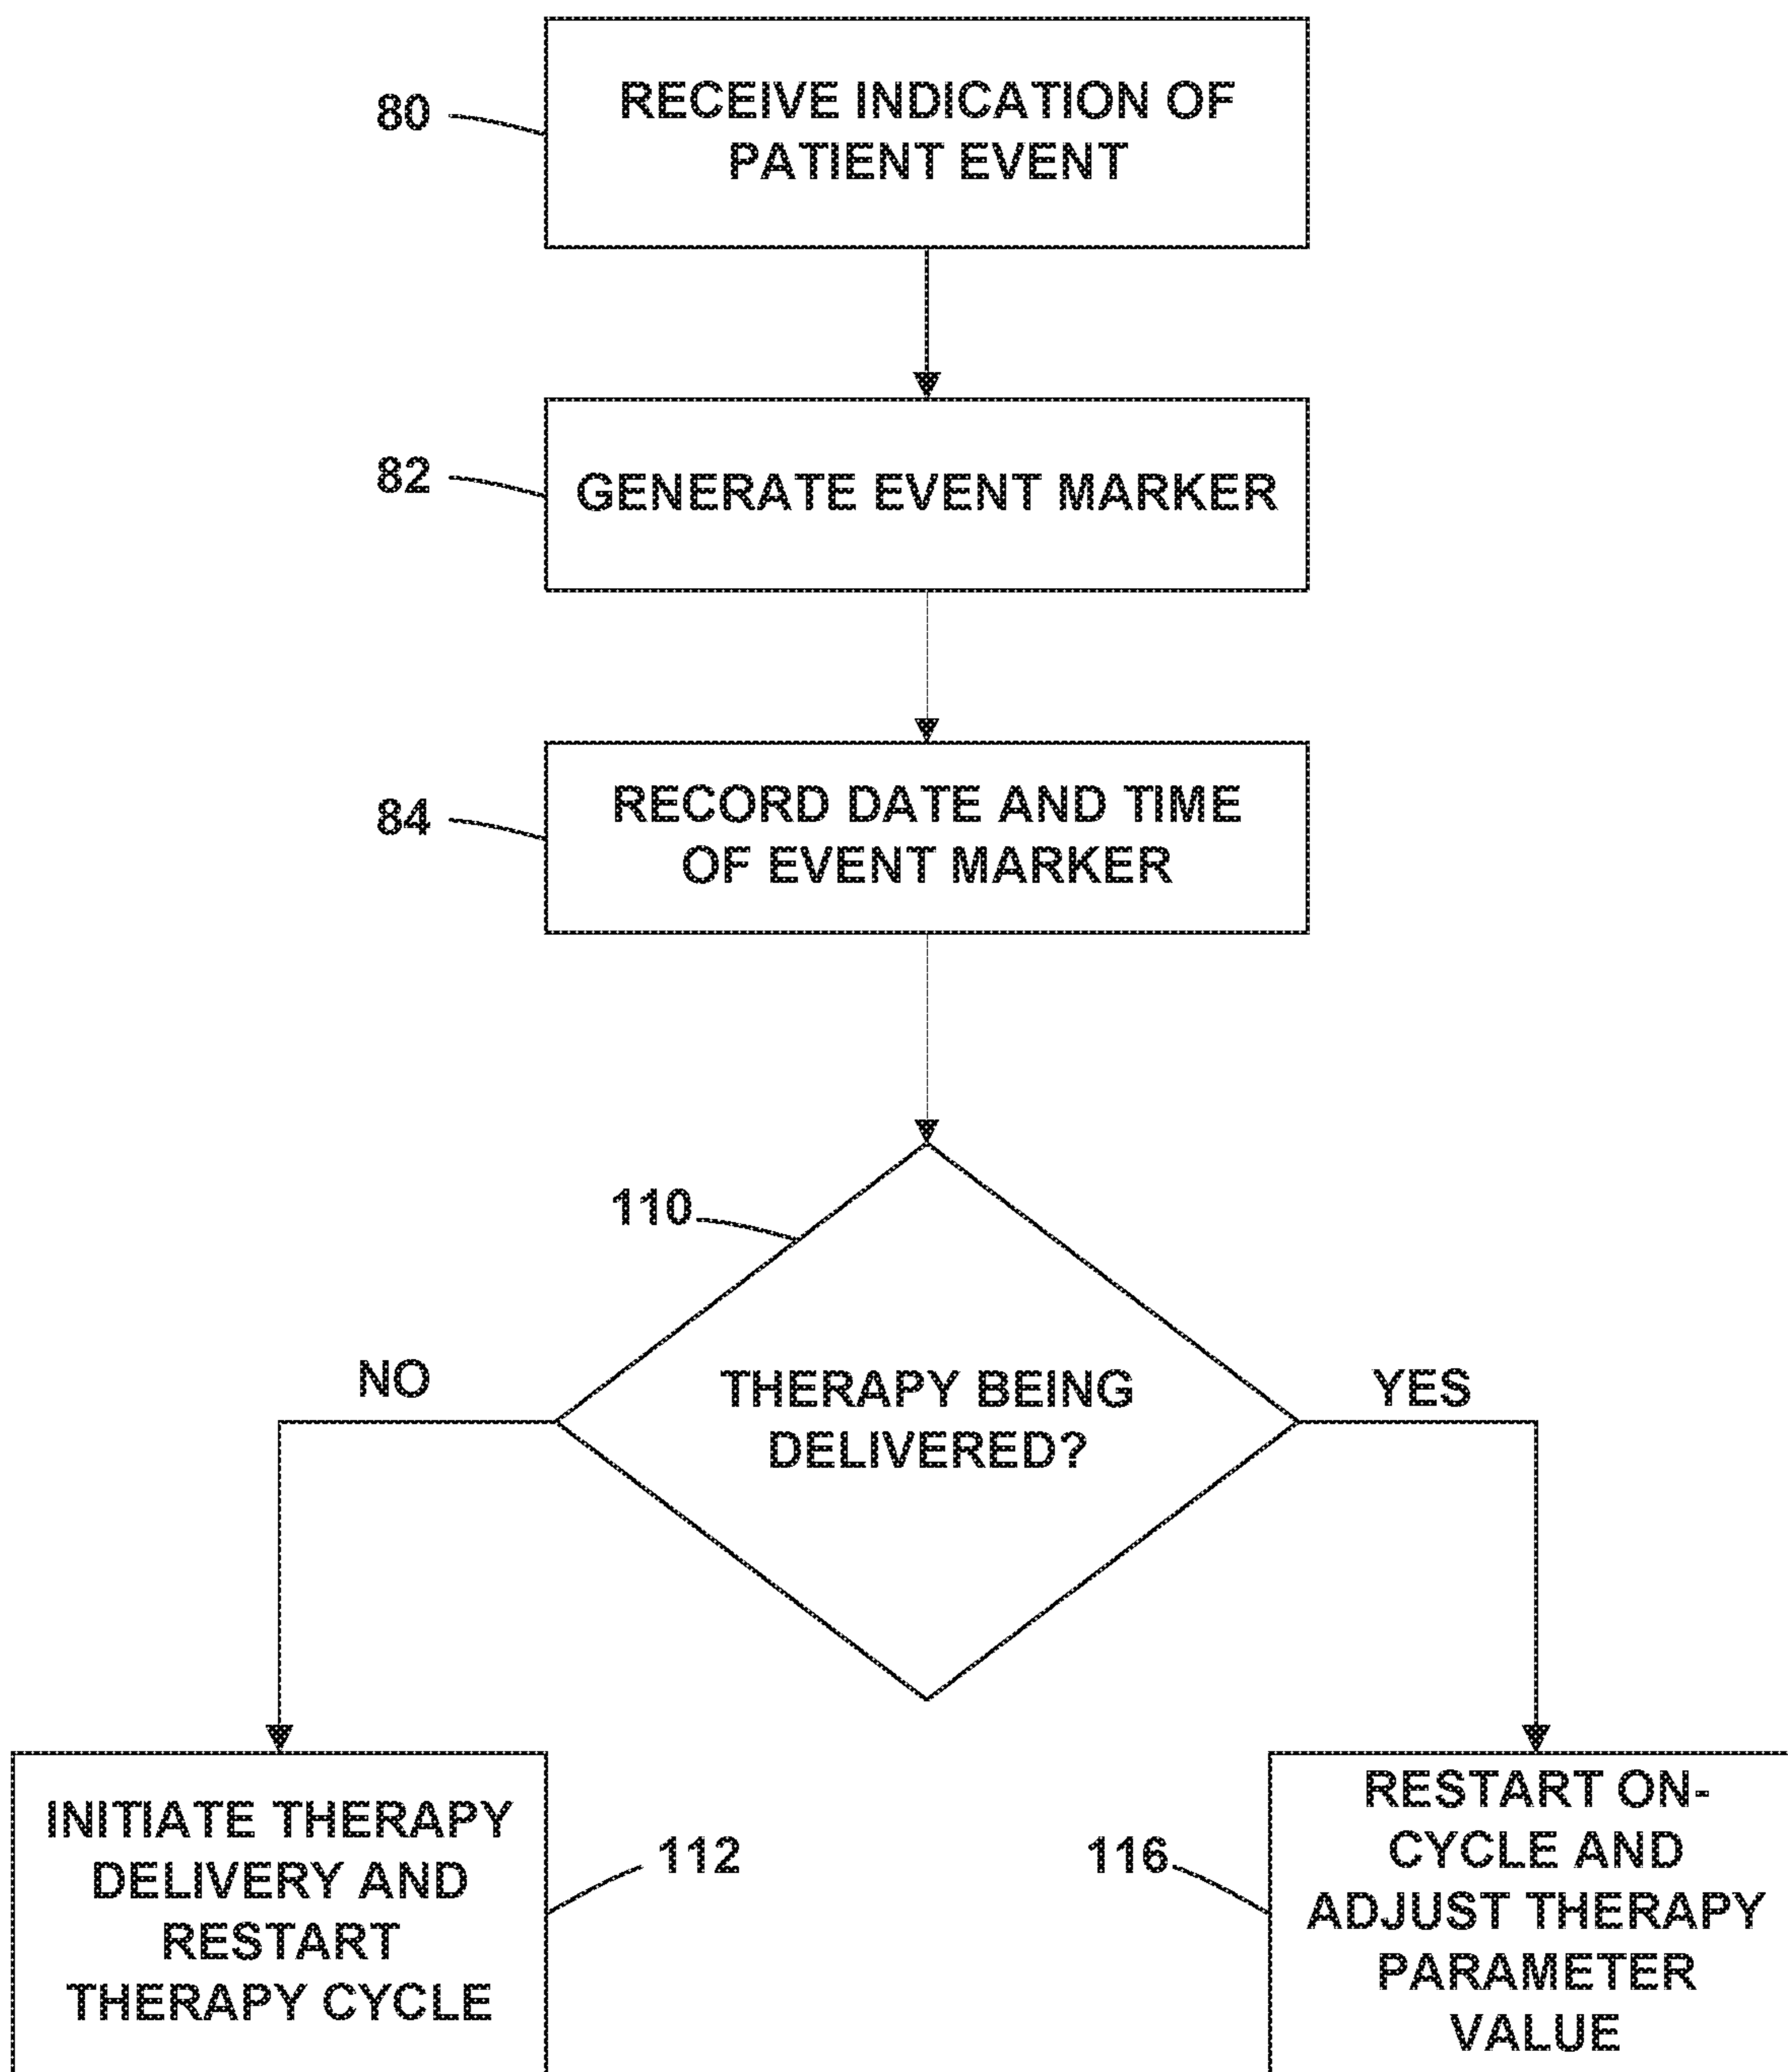 80
RECEIVE INDICATION OF
PATIENT EVENT
82
GENERATE EVENT MARKER
84
RECORD DATE AND TIME
OF EVENT MARKER
110
NO
THERAPY BEING
DELIVERED?
YES
INITIATE THERAPY
DELIVERY AND
RESTART
THERAPY CYCLE
112
116
RESTART ON-
CYCLE AND
ADJUST THERAPY
PARAMETER
VALUE